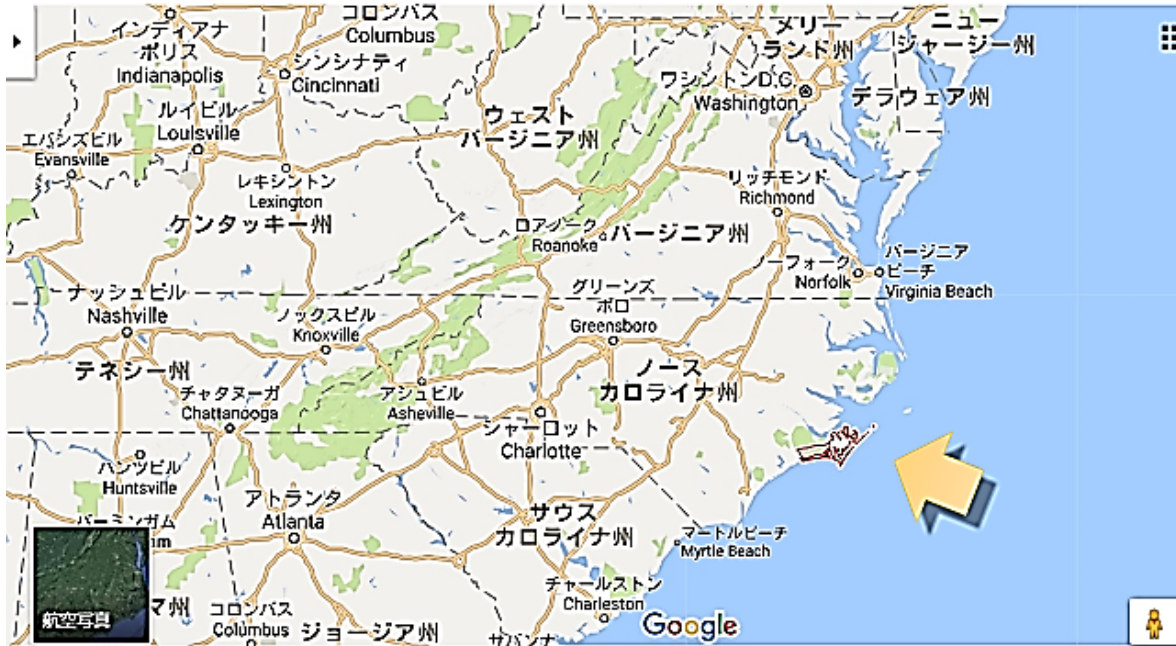 コロンバス
Columbus
インディアナ
ポリス
Indianapolis
シンシナティ
Cincinnati
メリー
ランド州
ニュー
ジャージー州
ワシントンD.C.
Washington
デラウェア州
ルイビル
Louisville
ウェスト
バージニア州
エバンズビル
Evansville
レキシントン
Lexington
リッチモンド
Richmond
ケンタッキー州
ロアノーク
Roanoke
バージニア州
ノーフォーク
Norfolk
バージニア
ビーチ
Virginia Beach
ナッシュビル
Nashville
ノックスビル
Knoxville
グリーンズ
ボロ
Greensboro
テネシー州
ノース
カロライナ州
チャタヌーガ
Chattanooga
アシュビル
Asheville
シャーロット
Charlotte
ハンツビル
Huntsville
アトランタ
Atlanta
サウス
カロライナ州
バーミンガム
マートルビーチ
Myrtle Beach
チャールストン
Charleston
航空写真
マ州
コロンバス
Columbus
ジョージア州
サバンナ
Google